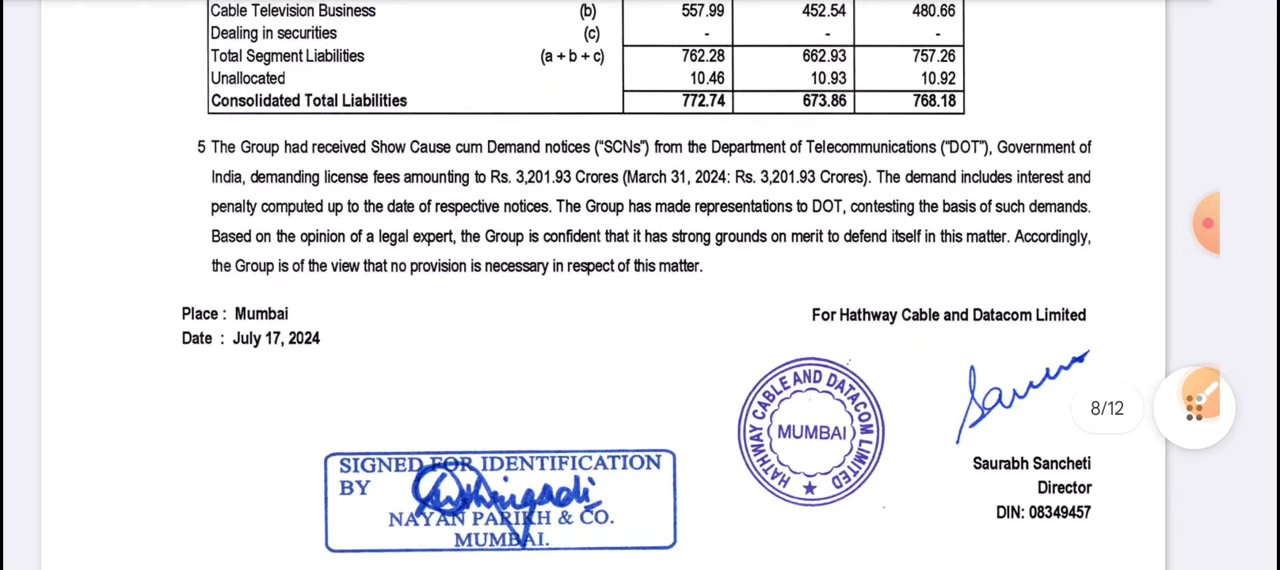 Cable Television Business (b) 557.99 452.54 480.66
Dealing in securities (c) - - -
Total Segment Liabilities (a + b + c) 762.28 662.93 757.26
Unallocated 10.46 10.93 10.92
Consolidated Total Liabilities 772.74 673.86 768.18
5 The Group had received Show Cause cum Demand notices ("SCNs") from the Department of Telecommunications ("DOT"), Government of
India, demanding license fees amounting to Rs. 3,201.93 Crores (March 31, 2024: Rs. 3,201.93 Crores). The demand includes interest and
penalty computed up to the date of respective notices. The Group has made representations to DOT, contesting the basis of such demands.
Based on the opinion of a legal expert, the Group is confident that it has strong grounds on merit to defend itself in this matter. Accordingly,
the Group is of the view that no provision is necessary in respect of this matter.
Place : Mumbai
Date : July 17, 2024
For Hathway Cable and Datacom Limited
HATHWAY CABLE AND DATACOM LIMITED
MUMBAI
8/12
SIGNED FOR IDENTIFICATION
BY
NAYAN PARIKH & CO.
MUMBAI.
Saurabh Sancheti
Director
DIN: 08349457